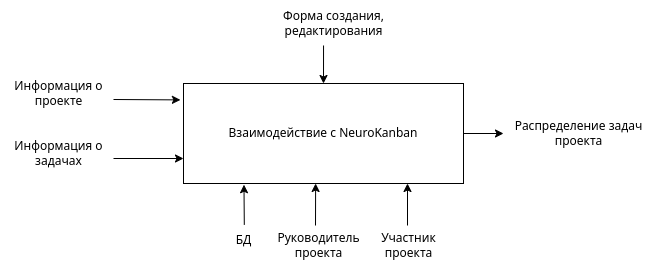 Форма создания,
редактирования
Информация о
проекте
Взаимодействие с NeuroKanban
Распределение задач
проекта
Информация о
задачах
БД
Руководитель
проекта
Участник
проекта